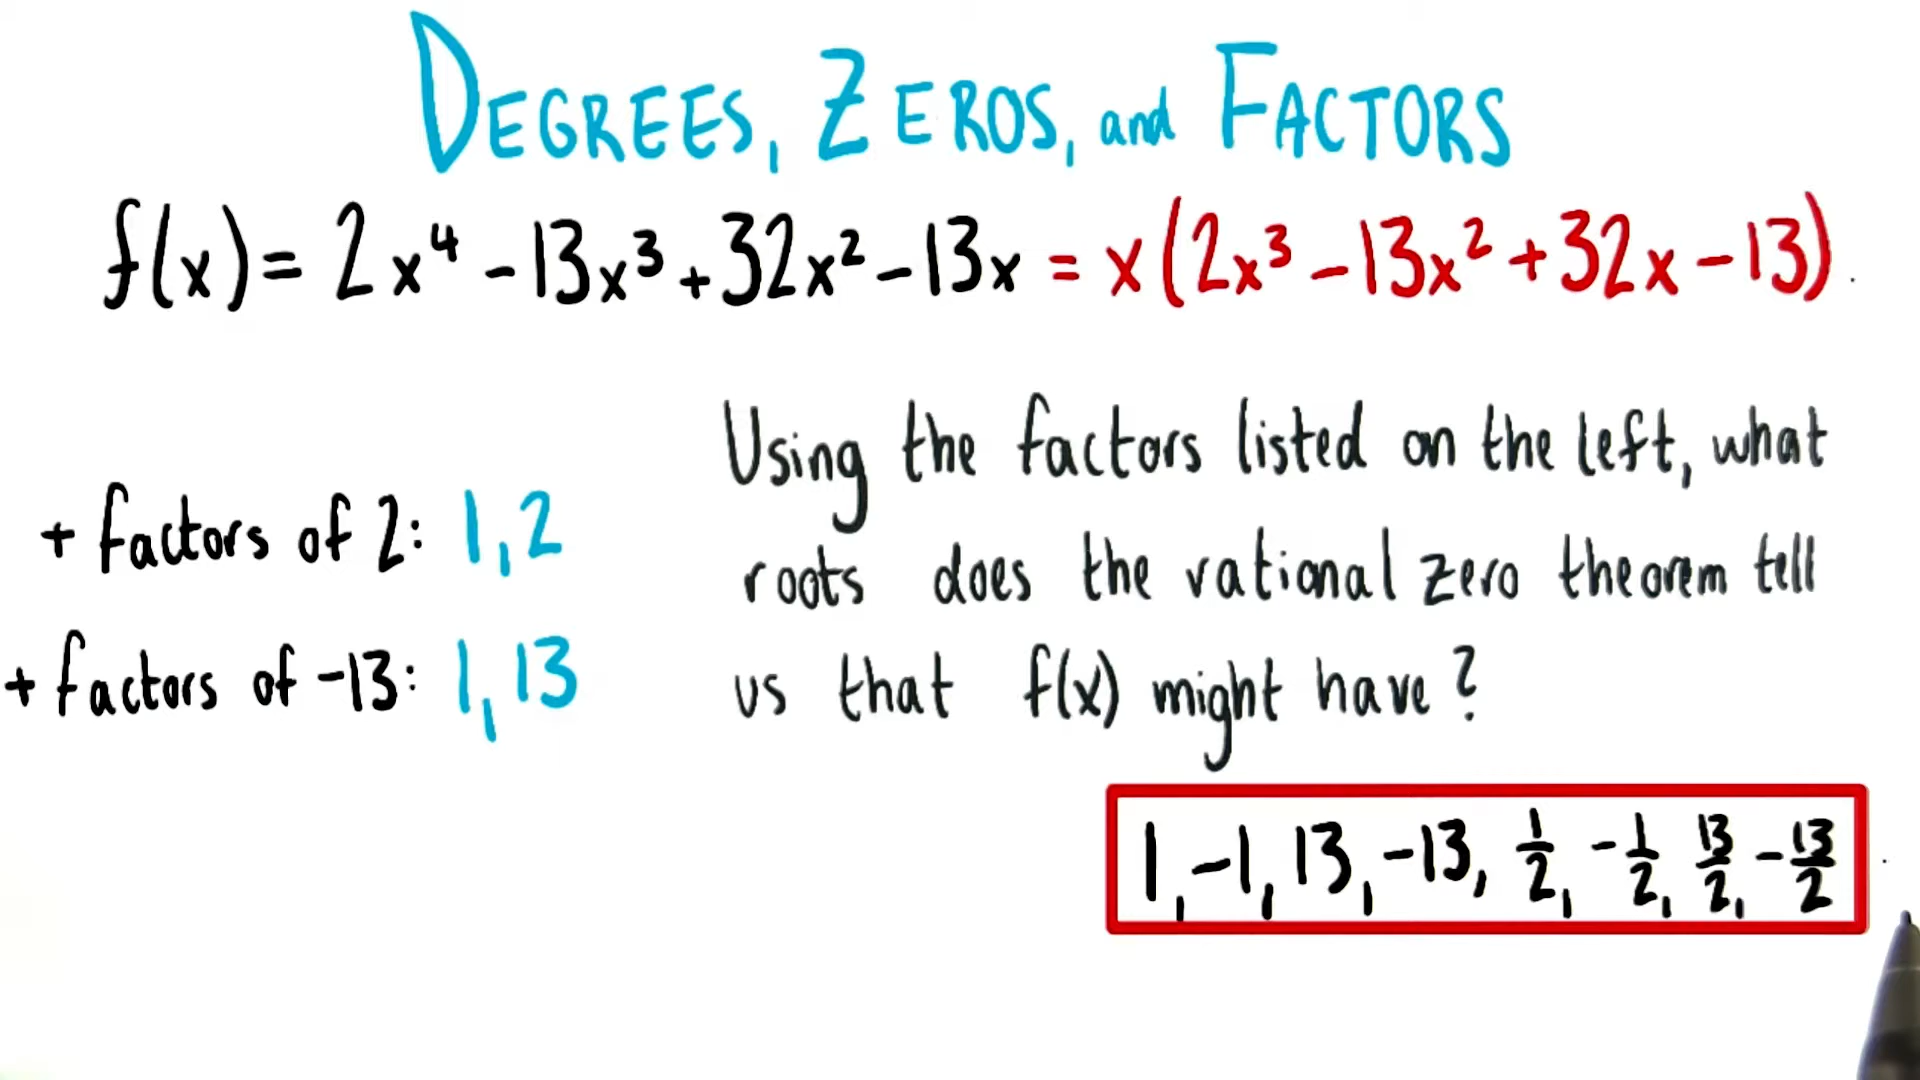 DEGREES, ZEROS, and FACTORS
f(x) = 2x⁴ - 13x³ + 32x² - 13x = x(2x³ - 13x² + 32x - 13)
Using the factors listed on the left, what
+ factors of 2: 1, 2
roots does the rational zero theorem tell
+ factors of -13: 1, 13
us that f(x) might have?
1, -1, 13, -13, 1/2, -1/2, 13/2, -13/2